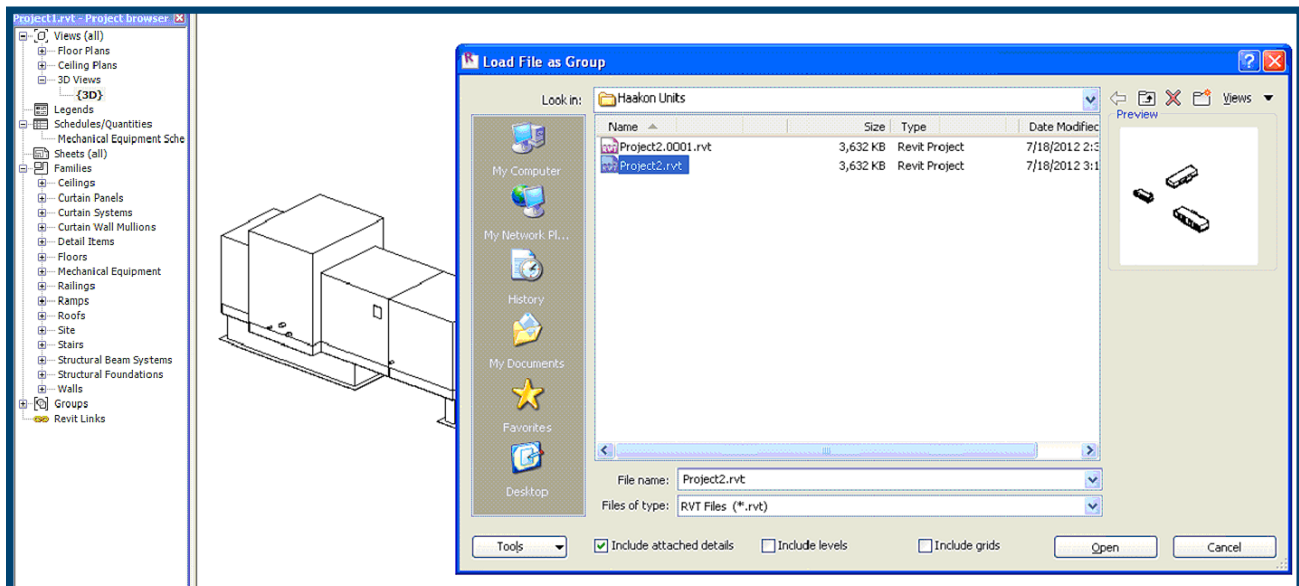 Project1.rvt - Project browser
Views (all)
Floor Plans
Ceiling Plans
3D Views
{3D}
Legends
Schedules/Quantities
Mechanical Equipment Sche
Sheets (all)
Families
Ceilings
Curtain Panels
Curtain Systems
Curtain Wall Mullions
Detail Items
Floors
Mechanical Equipment
Railings
Ramps
Roofs
Site
Stairs
Structural Beam Systems
Structural Foundations
Walls
Groups
Revit Links
Load File as Group
Look in: Haakon Units Views
Preview
Name Size Type Date Modified
Project2.0001.rvt 3,632 KB Revit Project 7/18/2012 2:3
Project2.rvt 3,632 KB Revit Project 7/18/2012 3:1
My Computer
My Network Pl...
History
My Documents
Favorites
Desktop
File name: Project2.rvt
Files of type: RVT Files (*.rvt)
Tools Include attached details Include levels Include grids Open Cancel